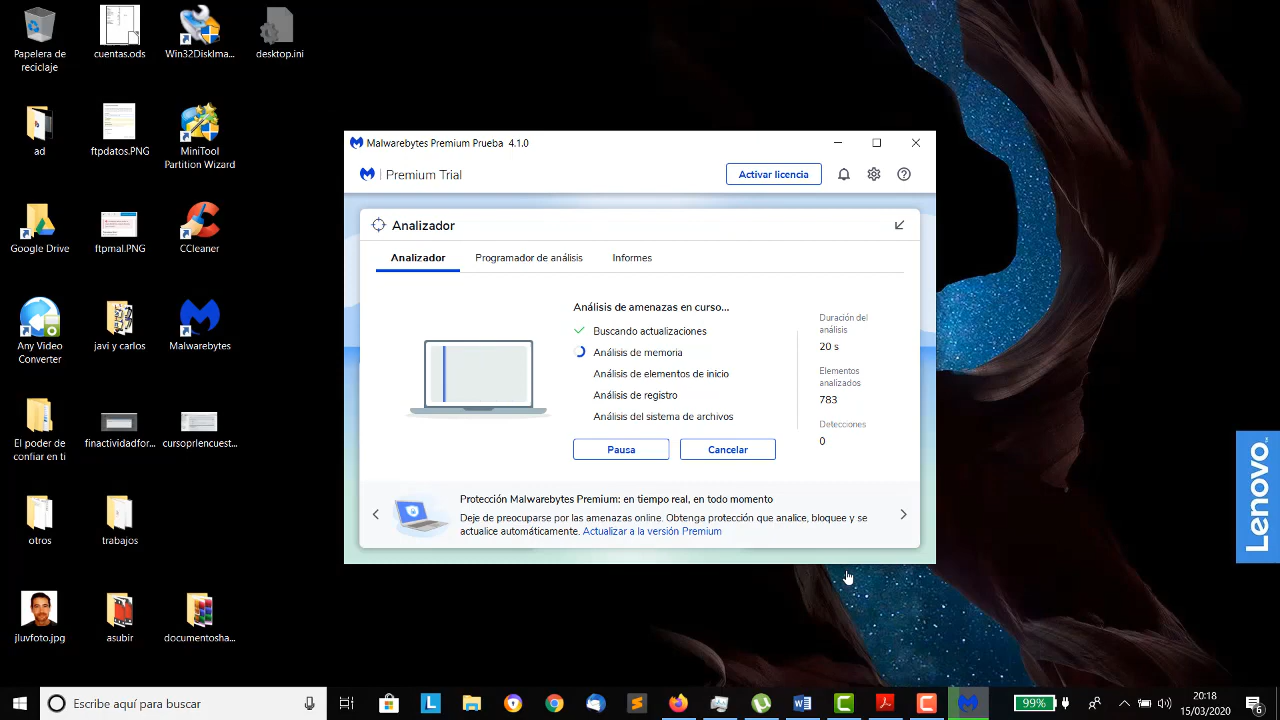 Papelera de
reciclaje
cuentas.ods
Win32DiskIma...
desktop.ini
ad
ftpdatos.PNG
MiniTool
Partition Wizard
Google Drive
ftpmal.PNG
CCleaner
Any Video
Converter
javi y carlos
Malwarebytes
El poder de
confiar en ti
finactividadfor...
cursoprlencuest...
otros
trabajos
jluvfoto.jpg
asubir
documentosha...
Malwarebytes Premium Prueba 4.1.0
Premium Trial
Activar licencia
Analizador
Analizador
Programador de análisis
Informes
Análisis de amenazas en curso...
Buscando actualizaciones
Análisis de memoria
Análisis de elementos de inicio
Análisis de registro
Análisis del sistema de archivos
Duración del
análisis
20 s
Elementos
analizados
783
Detecciones
0
Pausa
Cancelar
Protección Malwarebytes Premium: en tiempo real, en todo momento
Deje de preocuparse por las amenazas online. Obtenga protección que analice, bloquee y se
actualice automáticamente. Actualizar a la versión Premium
Lenovo
Escribe aquí para buscar
L
99%
20:18
15/03/2020
6